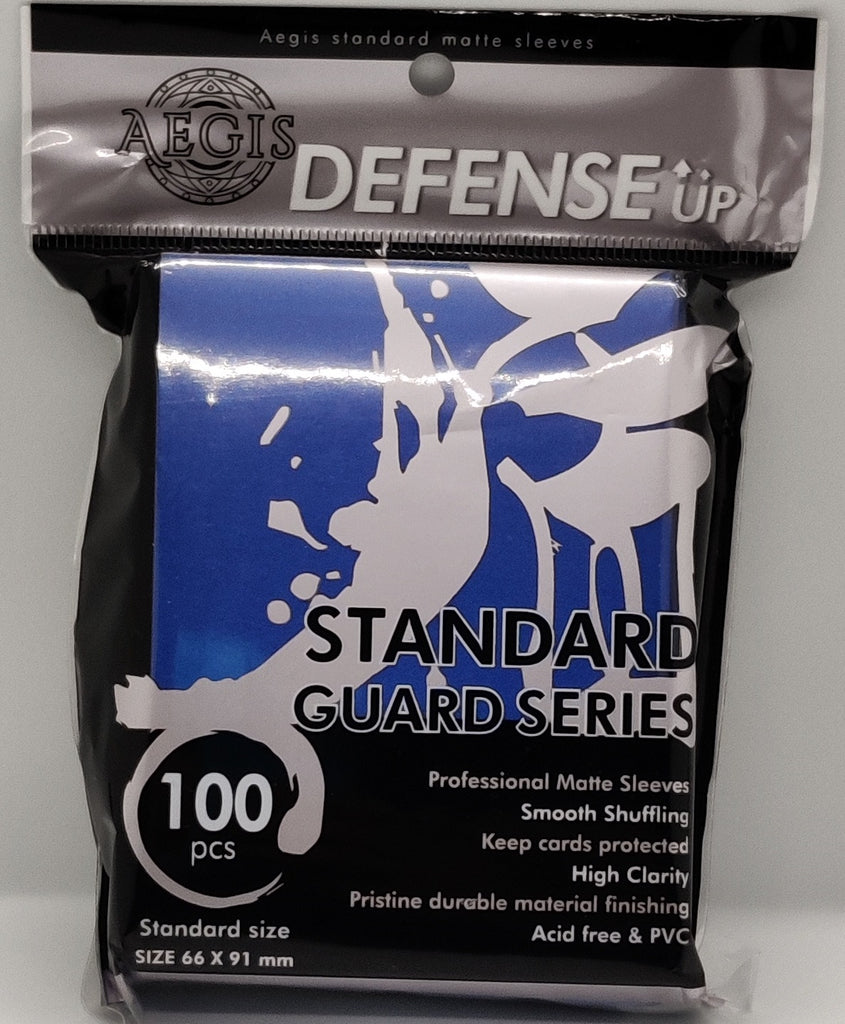 Aegis standard matte sleeves
AEGIS
DEFENSE UP
STANDARD
GUARD SERIES
100
pcs
Professional Matte Sleeves
Smooth Shuffling
Keep cards protected
High Clarity
Pristine durable material finishing
Acid free & PVC
Standard size
SIZE 66 X 91 mm